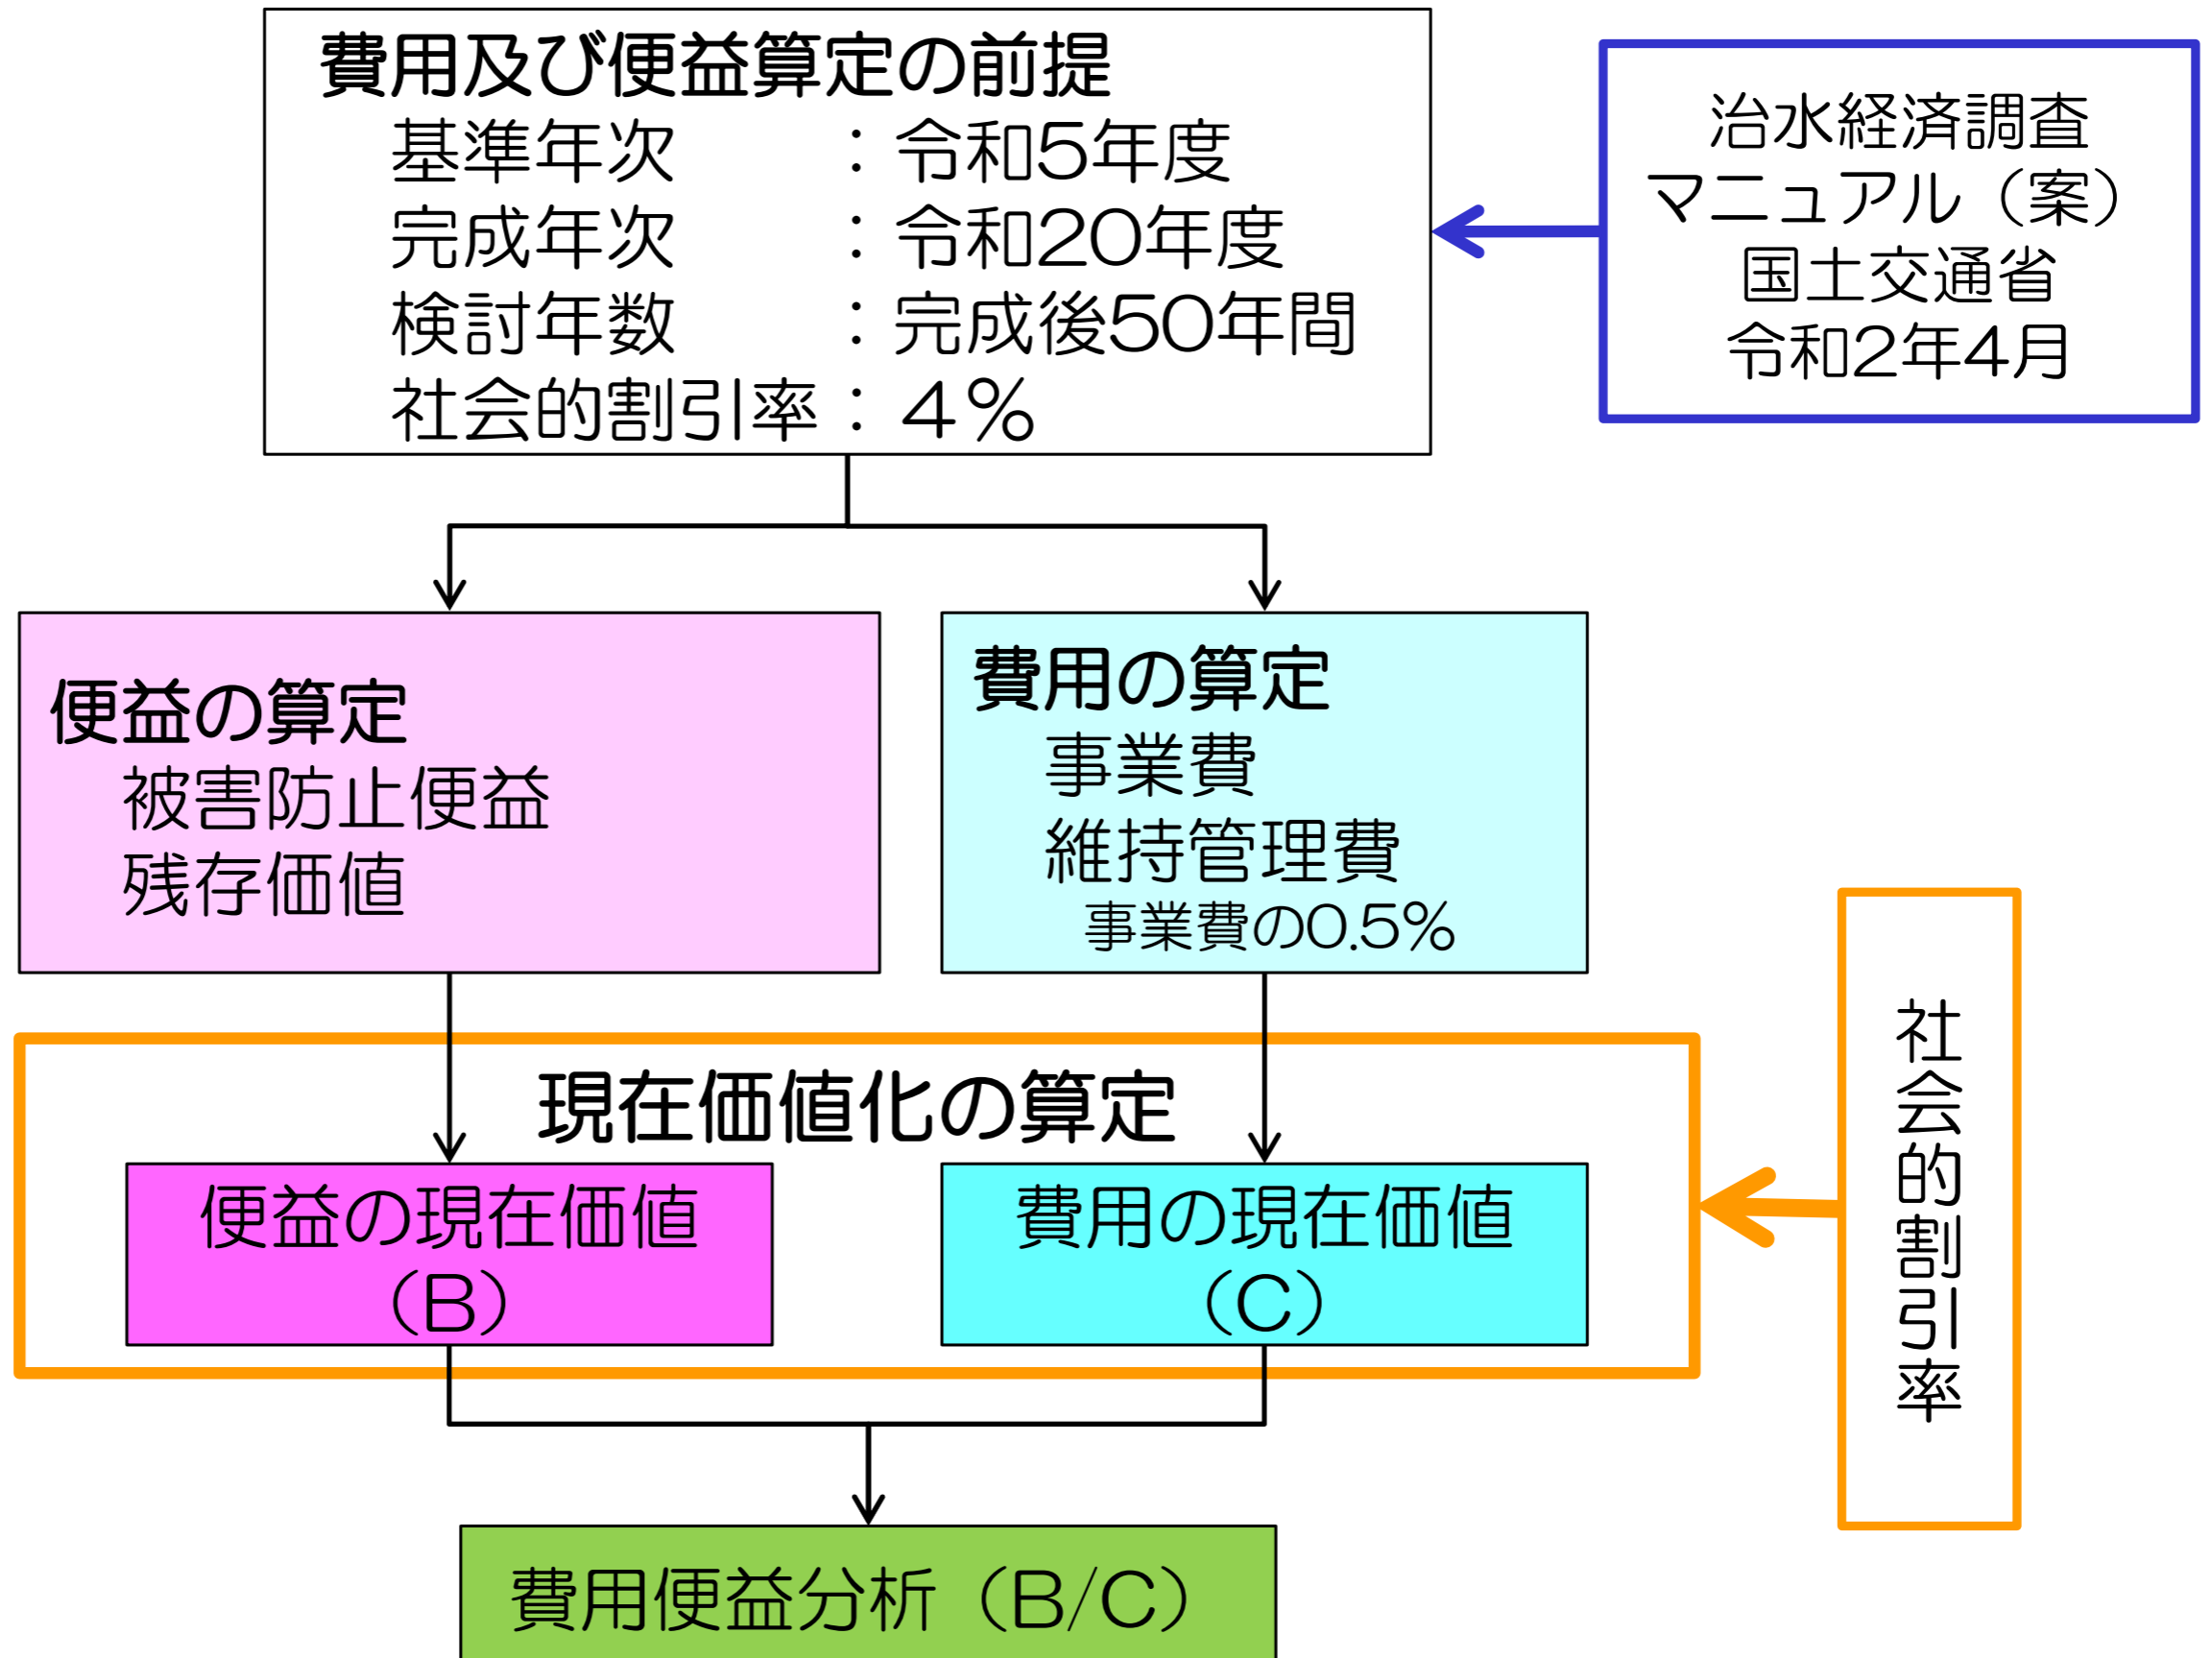 費用及び便益算定の前提
基準年次　　：令和5年度
完成年次　　：令和20年度
検討年数　　：完成後50年間
社会的割引率：4％
治水経済調査
マニュアル（案）
国土交通省
令和2年4月
便益の算定
被害防止便益
残存価値
費用の算定
事業費
維持管理費
事業費の0.5％
現在価値化の算定
便益の現在価値
（B）
費用の現在価値
（C）
社会的割引率
費用便益分析（B/C）